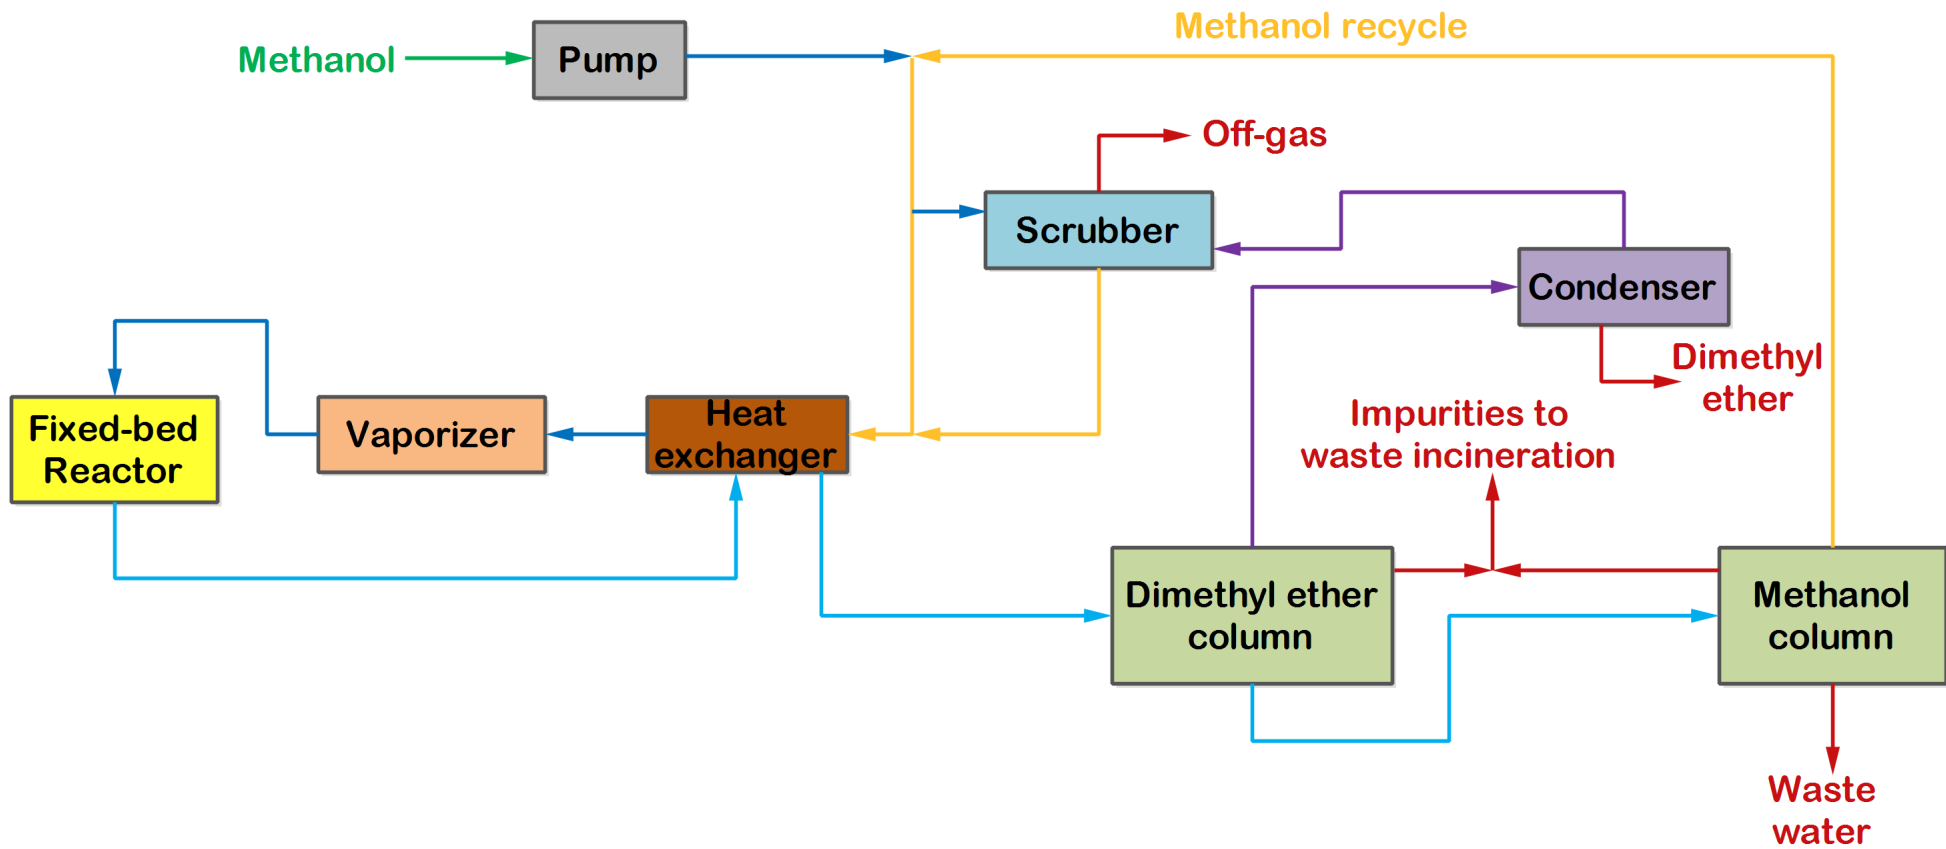 Methanol recycle
Methanol
Pump
Off-gas
Scrubber
Condenser
Dimethyl
ether
Fixed-bed
Reactor
Vaporizer
Heat
exchanger
Impurities to
waste incineration
Dimethyl ether
column
Methanol
column
Waste
water